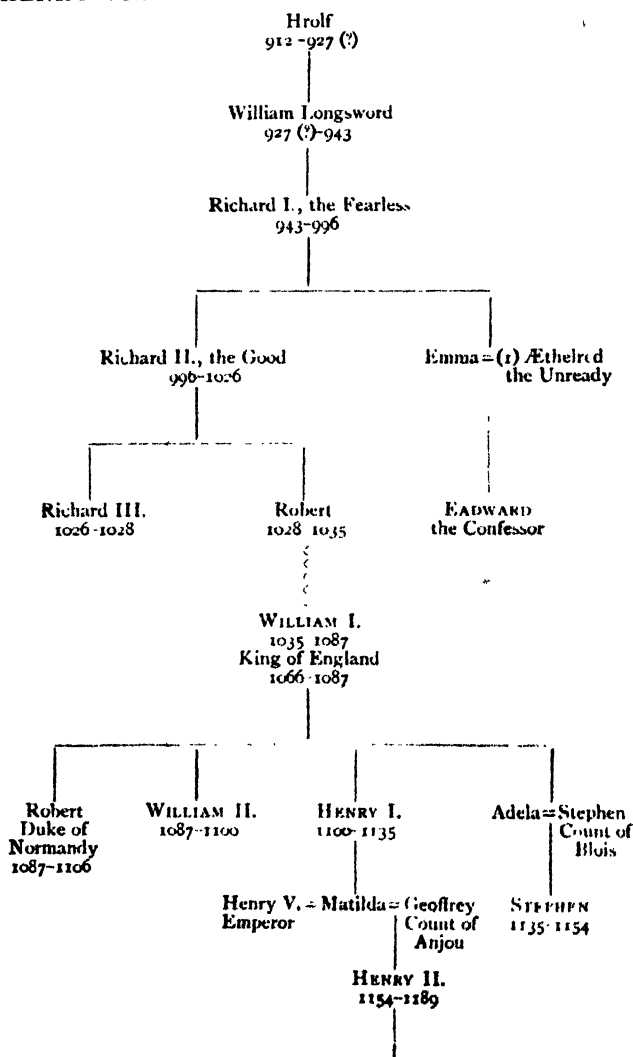 Hrolf
912-927 (?)
William Longsword
927 (?)-943
Richard I., the Fearless
943-996
Richard II., the Good
996-1026
Emma = (1) Æthelred
the Unready
Richard III.
1026-1028
Robert
1028 1035
EADWARD
the Confessor
WILLIAM I.
1035 1087
King of England
1066-1087
Robert
Duke of
Normandy
1087-1106
WILLIAM II.
1087-1100
HENRY I.
1100-1135
Adela = Stephen
Count of
Blois
Henry V. = Matilda = Geoffrey
Emperor
Count of
Anjou
STEPHEN
1135-1154
HENRY II.
1154-1189